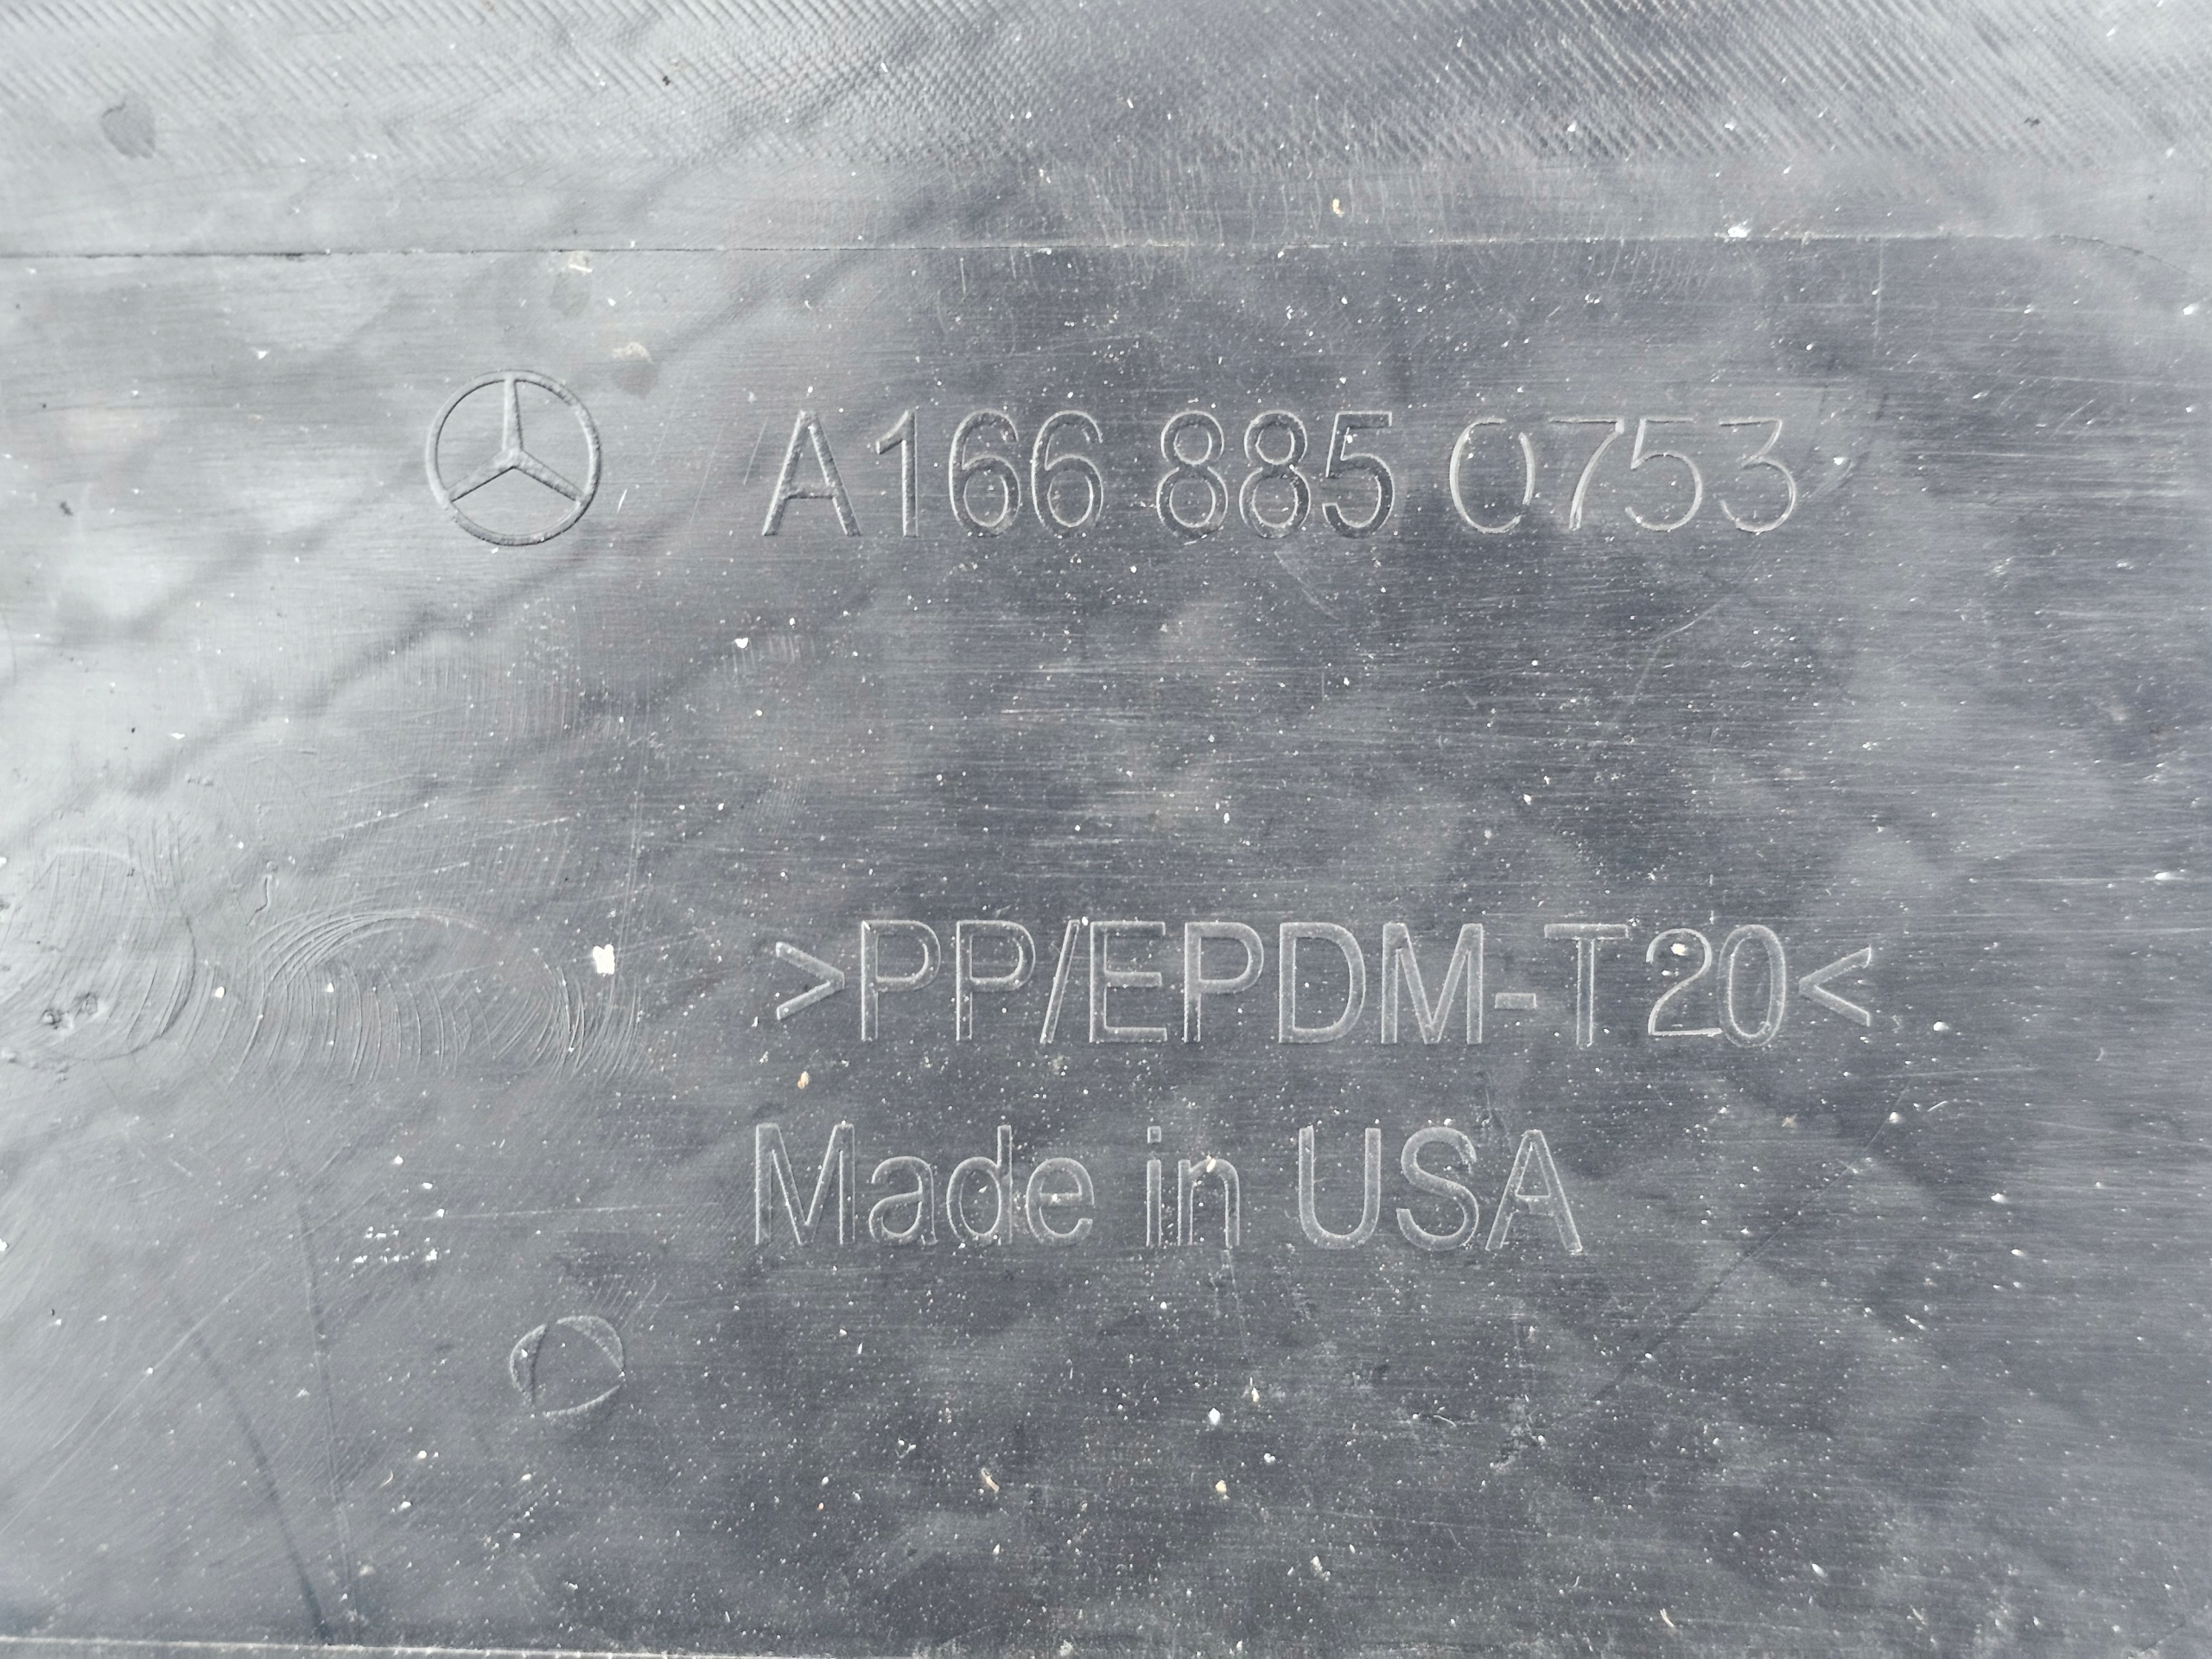 A166 885 0753
>PP/EPDM-T20<
Made in USA